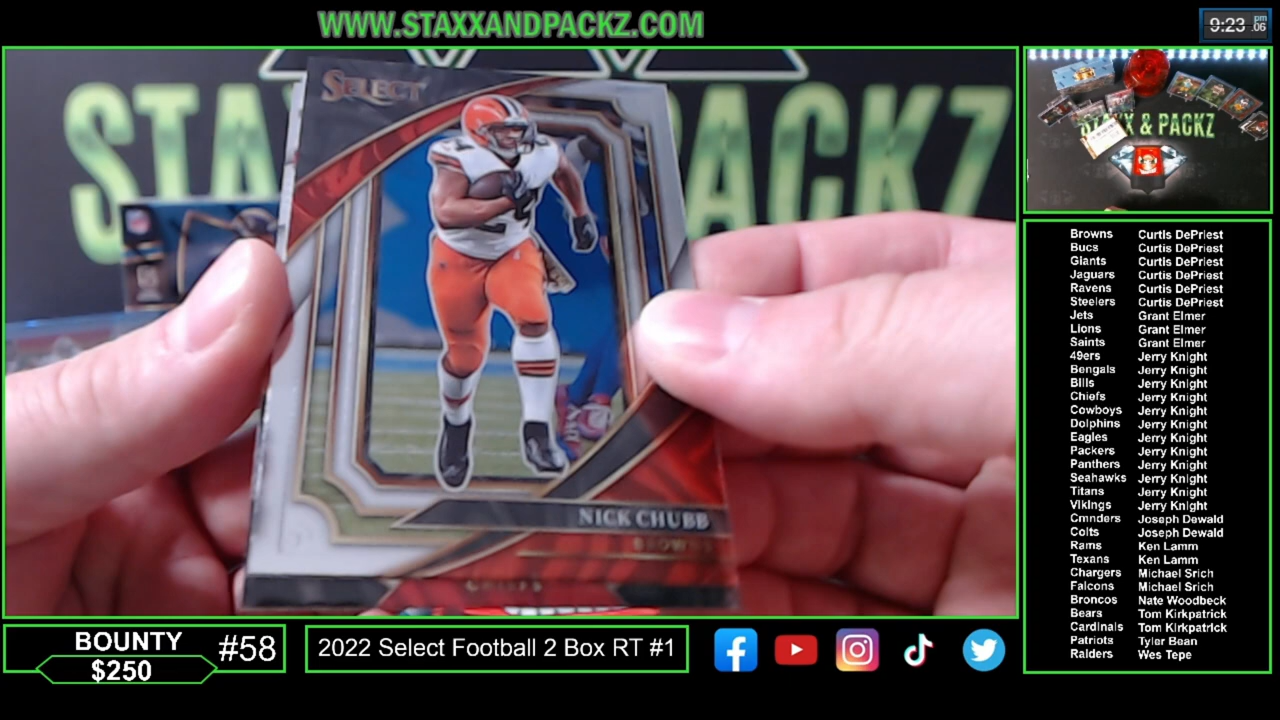 WWW.STAXXANDPACKZ.COM
9:23 pm .06
STAXX & PACKZ
SELECT
NICK CHUBB
BROWNS
CHIEFS
Browns Curtis DePriest
Bucs Curtis DePriest
Giants Curtis DePriest
Jaguars Curtis DePriest
Ravens Curtis DePriest
Steelers Curtis DePriest
Jets Grant Elmer
Lions Grant Elmer
Saints Grant Elmer
49ers Jerry Knight
Bengals Jerry Knight
Bills Jerry Knight
Chiefs Jerry Knight
Cowboys Jerry Knight
Dolphins Jerry Knight
Eagles Jerry Knight
Packers Jerry Knight
Panthers Jerry Knight
Seahawks Jerry Knight
Titans Jerry Knight
Vikings Jerry Knight
Cmnders Joseph Dewald
Colts Joseph Dewald
Rams Ken Lamm
Texans Ken Lamm
Chargers Michael Srich
Falcons Michael Srich
Broncos Nate Woodbeck
Bears Tom Kirkpatrick
Cardinals Tom Kirkpatrick
Patriots Tyler Bean
Raiders Wes Tepe
BOUNTY
$250
#58
2022 Select Football 2 Box RT #1